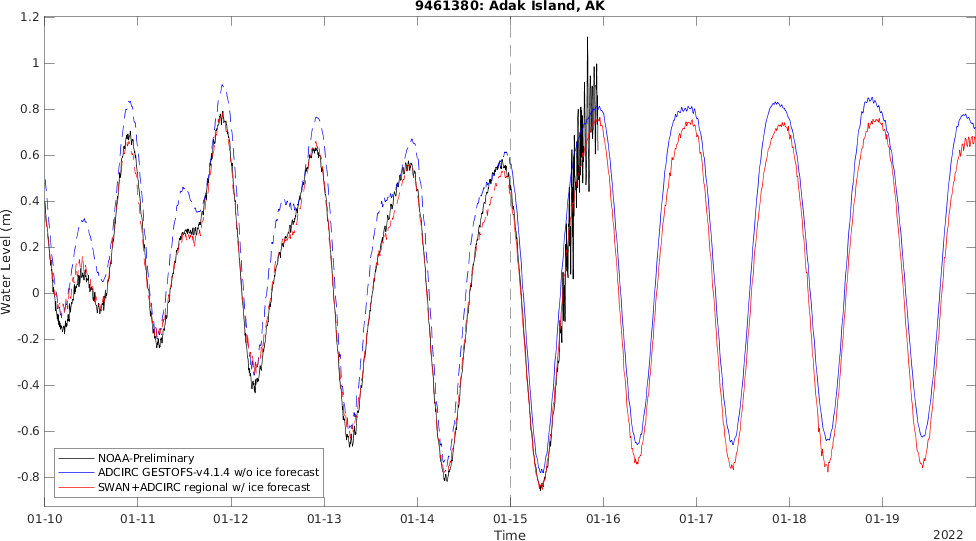 9461380: Adak Island, AK
1.2
1
0.8
0.6
0.4
0.2
0
-0.2
-0.4
-0.6
-0.8
Water Level (m)
NOAA-Preliminary
ADCIRC GESTOFS-v4.1.4 w/o ice forecast
SWAN+ADCIRC regional w/ ice forecast
01-10 01-11 01-12 01-13 01-14 01-15 01-16 01-17 01-18 01-19
Time
2022